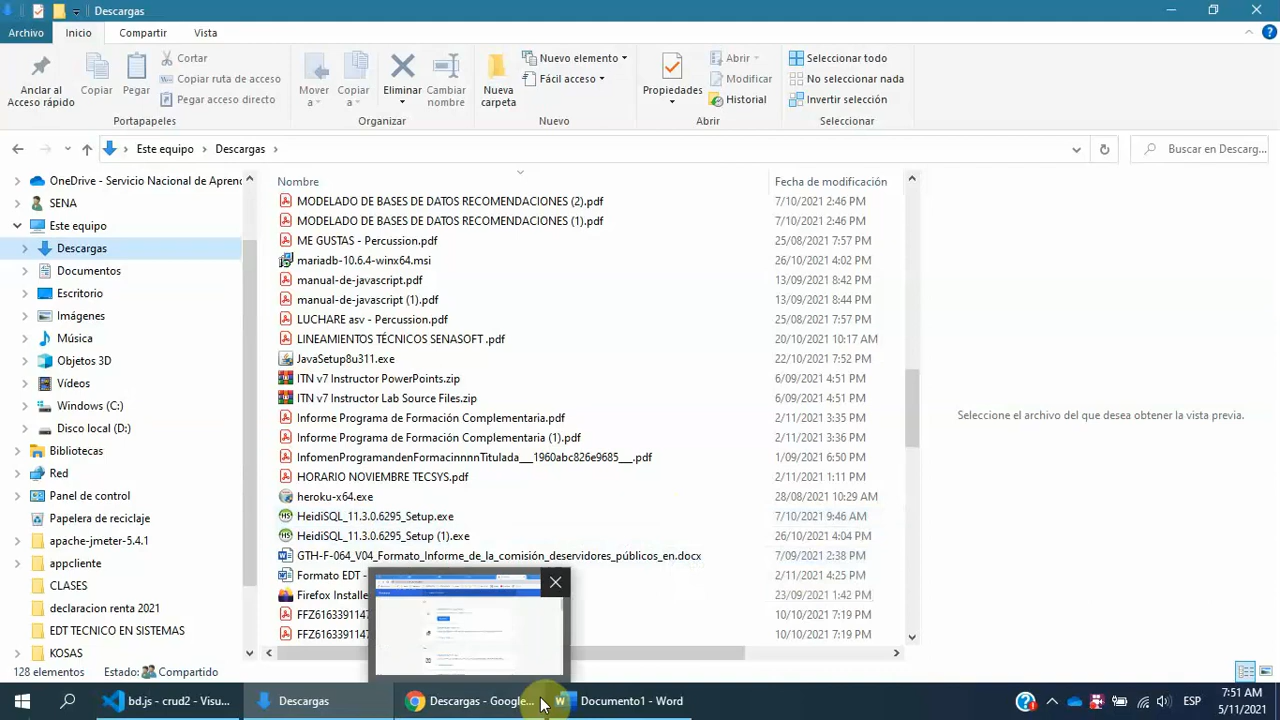 Descargas
Archivo Inicio Compartir Vista
Cortar
Copiar ruta de acceso
Pegar acceso directo
Anclar al Acceso rápido
Copiar
Pegar
Portapapeles
Mover a
Copiar a
Eliminar
Cambiar nombre
Organizar
Nueva carpeta
Nuevo elemento
Fácil acceso
Nuevo
Propiedades
Abrir
Modificar
Historial
Abrir
Seleccionar todo
No seleccionar nada
Invertir selección
Seleccionar
Este equipo > Descargas >
Buscar en Descarg...
OneDrive - Servicio Nacional de Apren
SENA
Este equipo
Descargas
Documentos
Escritorio
Imágenes
Música
Objetos 3D
Vídeos
Windows (C:)
Disco local (D:)
Bibliotecas
Red
Panel de control
Papelera de reciclaje
apache-jmeter-5.4.1
appcliente
CLASES
declaracion renta 2021
EDT TECNICO EN SISTEMAS
KOSAS
Nombre Fecha de modificación
MODELADO DE BASES DE DATOS RECOMENDACIONES (2).pdf 7/10/2021 2:46 PM
MODELADO DE BASES DE DATOS RECOMENDACIONES (1).pdf 7/10/2021 2:46 PM
ME GUSTAS - Percussion.pdf 25/08/2021 7:57 PM
mariadb-10.6.4-winx64.msi 26/10/2021 4:02 PM
manual-de-javascript.pdf 13/09/2021 8:42 PM
manual-de-javascript (1).pdf 13/09/2021 8:44 PM
LUCHARE asv - Percussion.pdf 25/08/2021 7:57 PM
LINEAMIENTOS TÉCNICOS SENASOFT .pdf 20/10/2021 10:17 AM
JavaSetup8u311.exe 22/10/2021 7:52 PM
ITN v7 Instructor PowerPoints.zip 6/09/2021 4:51 PM
ITN v7 Instructor Lab Source Files.zip 6/09/2021 4:51 PM
Informe Programa de Formación Complementaria.pdf 2/11/2021 3:35 PM
Informe Programa de Formación Complementaria (1).pdf 2/11/2021 3:36 PM
InfomenProgramandenFormacinnnnTitulada___1960abc826e9685___.pdf 1/09/2021 6:50 PM
HORARIO NOVIEMBRE TECSYS.pdf 2/11/2021 1:11 PM
heroku-x64.exe 28/08/2021 10:29 AM
HeidiSQL_11.3.0.6295_Setup.exe 7/10/2021 9:46 AM
HeidiSQL_11.3.0.6295_Setup (1).exe 26/10/2021 4:04 PM
GTH-F-064_V04_Formato_Informe_de_la_comisión_deservidores_públicos_en.docx 7/09/2021 2:38 PM
Formato EDT - 2/11/2021 4:25 PM
Firefox Installe 23/09/2021 1:42 PM
FFZ6163391147 10/10/2021 7:19 PM
FFZ6163391147 10/10/2021 7:19 PM
Seleccione el archivo del que desea obtener la vista previa.
elementos Estado: Compartido
bd.js - crud2 - Visu...
Descargas
Descargas - Google...
Documento1 - Word
ESP
7:51 AM
5/11/2021